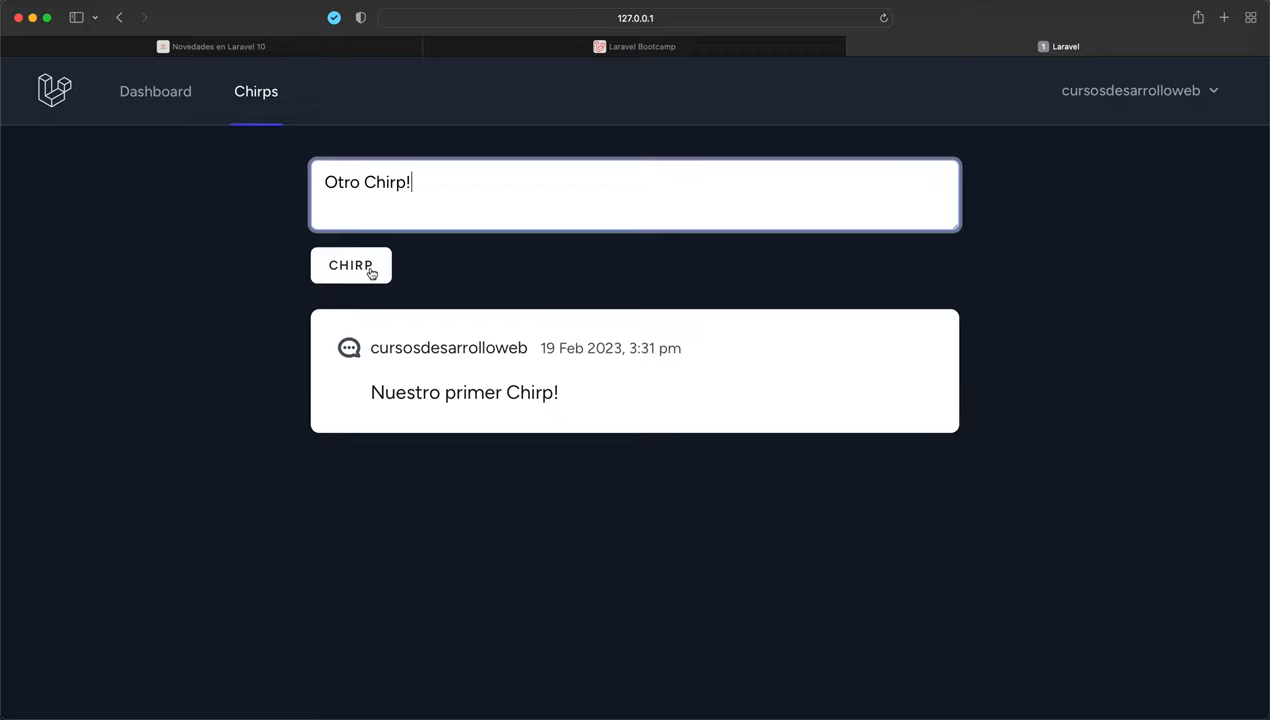 127.0.0.1
Novedades en Laravel 10
Laravel Bootcamp
1 Laravel
Dashboard Chirps cursosdesarrolloweb
Otro Chirp!
CHIRP
cursosdesarrolloweb 19 Feb 2023, 3:31 pm
Nuestro primer Chirp!